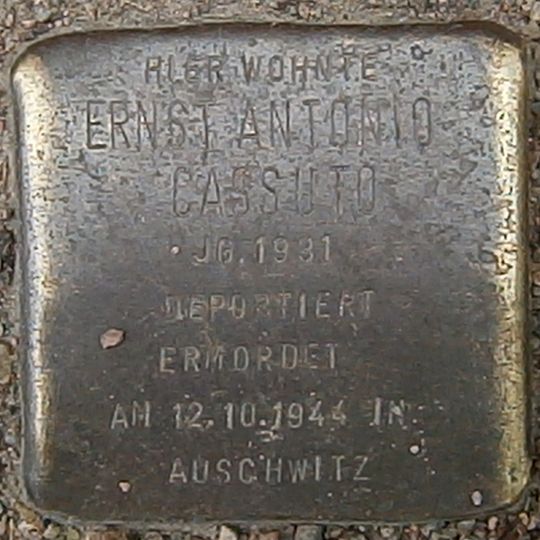 HIER WOHNTE
ERNST ANTONIO
CASSUTO
JG. 1931
DEPORTIERT
ERMORDET
AM 12.10.1944 IN
AUSCHWITZ